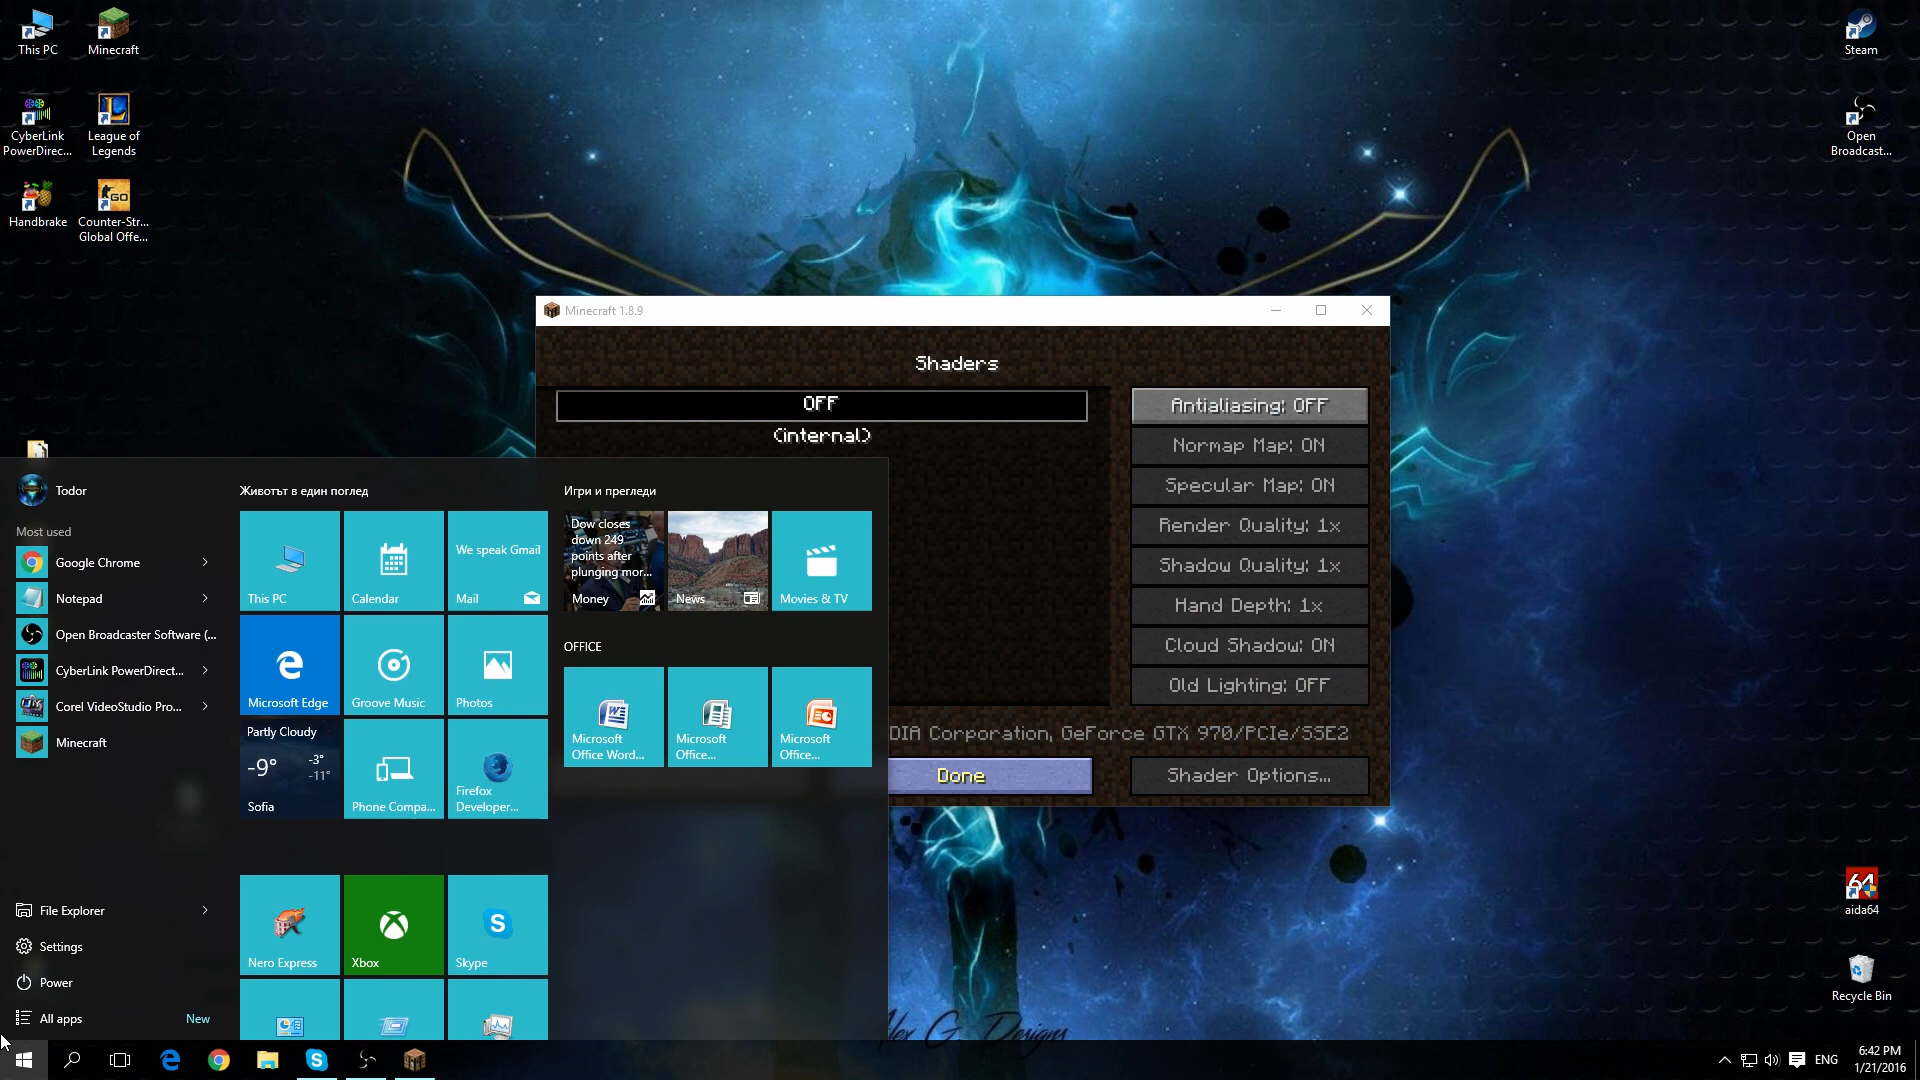 This PC
Minecraft
Steam
CyberLink
PowerDirec...
League of
Legends
Open
Broadcast...
Handbrake
Counter-Str...
Global Offe...
Minecraft 1.8.9
Shaders
OFF
(internal)
Antialiasing: OFF
Normap Map: ON
Specular Map: ON
Render Quality: 1x
Shadow Quality: 1x
Hand Depth: 1x
Cloud Shadow: ON
Old Lighting: OFF
DIA Corporation, GeForce GTX 970/PCIe/SSE2
Done
Shader Options...
Todor
Most used
Google Chrome
Notepad
Open Broadcaster Software (...
CyberLink PowerDirect...
Corel VideoStudio Pro...
Minecraft
File Explorer
Settings
Power
All apps
New
Животът в един поглед
This PC
Calendar
We speak Gmail
Mail
Microsoft Edge
Groove Music
Photos
Partly Cloudy
-9°
-3°
-11°
Sofia
Phone Compa...
Firefox
Developer...
Nero Express
Xbox
Skype
Игри и прегледи
Dow closes
down 249
points after
plunging mor...
Money
News
Movies & TV
OFFICE
Microsoft
Office Word...
Microsoft
Office...
Microsoft
Office...
64
aida64
Recycle Bin
G. Designs
ENG
6:42 PM
1/21/2016